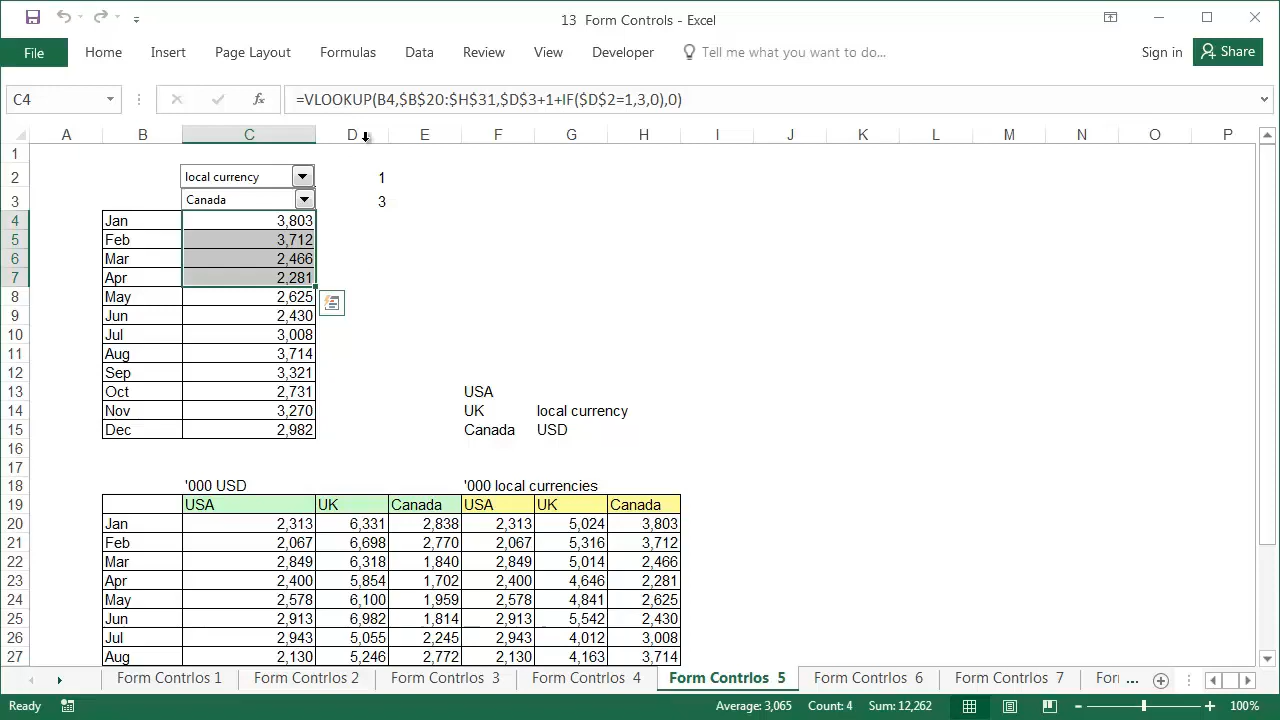 13 Form Controls - Excel
File Home Insert Page Layout Formulas Data Review View Developer Tell me what you want to do... Sign in Share
C4 fx =VLOOKUP(B4,$B$20:$H$31,$D$3+1+IF($D$2=1,3,0),0)
A B C D E F G H I J K L M N O P
1
2 local currency 1
3 Canada 3
4 Jan 3,803
5 Feb 3,712
6 Mar 2,466
7 Apr 2,281
8 May 2,625
9 Jun 2,430
10 Jul 3,008
11 Aug 3,714
12 Sep 3,321
13 Oct 2,731 USA
14 Nov 3,270 UK local currency
15 Dec 2,982 Canada USD
16
17
18 '000 USD '000 local currencies
19 USA UK Canada USA UK Canada
20 Jan 2,313 6,331 2,838 2,313 5,024 3,803
21 Feb 2,067 6,698 2,770 2,067 5,316 3,712
22 Mar 2,849 6,318 1,840 2,849 5,014 2,466
23 Apr 2,400 5,854 1,702 2,400 4,646 2,281
24 May 2,578 6,100 1,959 2,578 4,841 2,625
25 Jun 2,913 6,982 1,814 2,913 5,542 2,430
26 Jul 2,943 5,055 2,245 2,943 4,012 3,008
27 Aug 2,130 5,246 2,772 2,130 4,163 3,714
Form Contrlos 1 Form Contrlos 2 Form Contrlos 3 Form Contrlos 4 Form Contrlos 5 Form Contrlos 6 Form Contrlos 7 For ...
Ready Average: 3,065 Count: 4 Sum: 12,262 100%